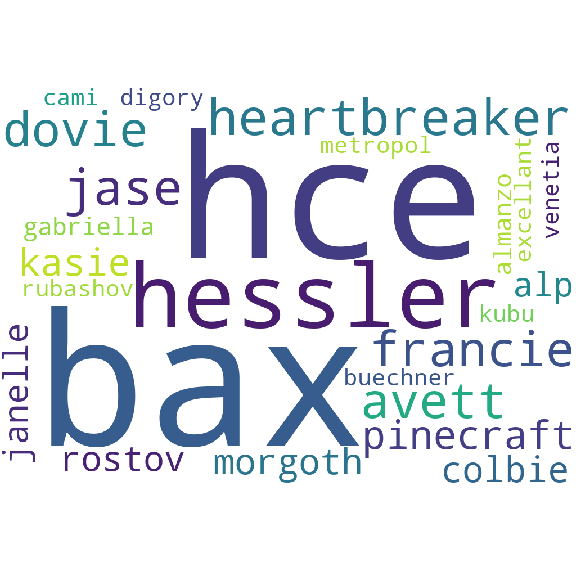 cami
digory
dovie
heartbreaker
hce
metropol
venetia
excellant
almanzo
jase
gabriella
kasie
rubashov
hessler
alp
kubu
bax
francie
janelle
buechner
avett
pinecraft
rostov
morgoth
colbie